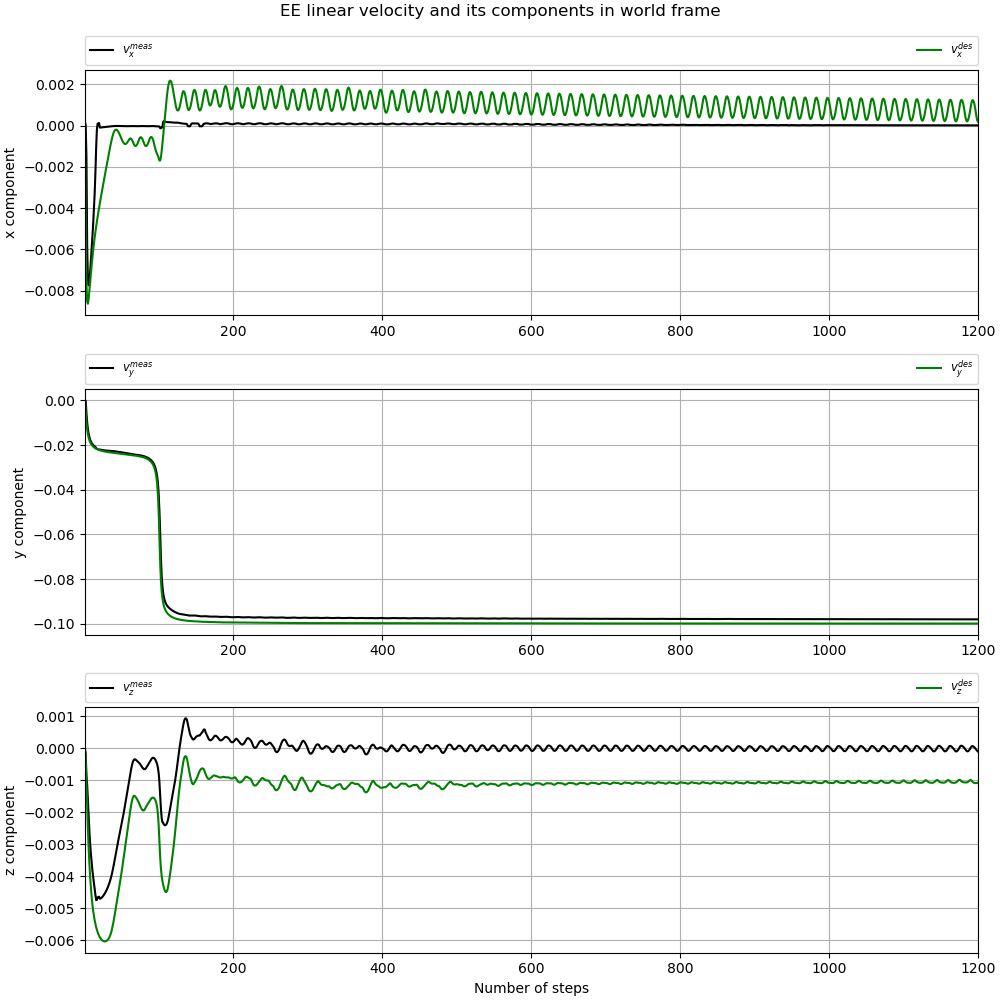 EE linear velocity and its components in world frame
v_x^meas v_x^des
0.002
0.000
−0.002
−0.004
−0.006
−0.008
x component
200 400 600 800 1000 1200
v_y^meas v_y^des
0.00
−0.02
−0.04
−0.06
−0.08
−0.10
y component
200 400 600 800 1000 1200
v_z^meas v_z^des
0.001
0.000
−0.001
−0.002
−0.003
−0.004
−0.005
−0.006
z component
200 400 600 800 1000 1200
Number of steps